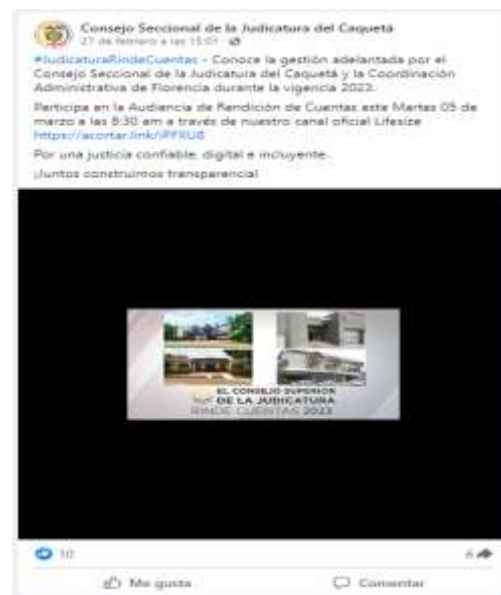 Consejo Seccional de la Judicatura del Caquetá
27 de febrero a las 15:01
#JudicaturaRindeCuentas - Conoce la gestión adelantada por el
Consejo Seccional de la Judicatura del Caquetá y la Coordinación
Administrativa de Florencia durante la vigencia 2023.
Participa en la Audiencia de Rendición de Cuentas este Martes 05 de
marzo a las 8:30 am a través de nuestro canal oficial Lifesize
Por una justicia confiable, digital e incluyente.
¡Juntos construimos transparencia!
EL CONSEJO SUPERIOR
DE LA JUDICATURA
RINDE CUENTAS 2023
10
6
Me gusta
Comentar